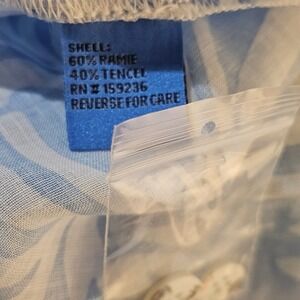 SHELL:
60% RAMIE
40% TENCEL
RN # 159236
REVERSE FOR CARE